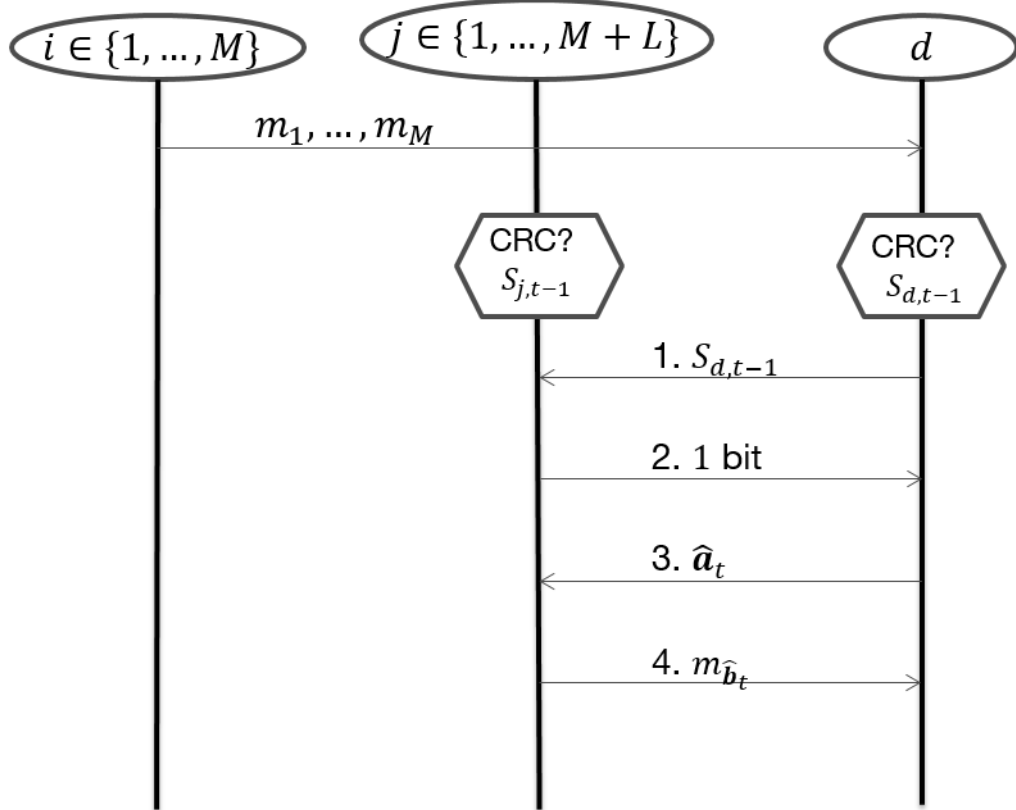 i ∈ {1, ..., M}
j ∈ {1, ..., M + L}
d
m₁, ..., m_M
CRC?
S_{j,t−1}
CRC?
S_{d,t−1}
1. S_{d,t−1}
2. 1 bit
3. â_t
4. m_{b̂_t}